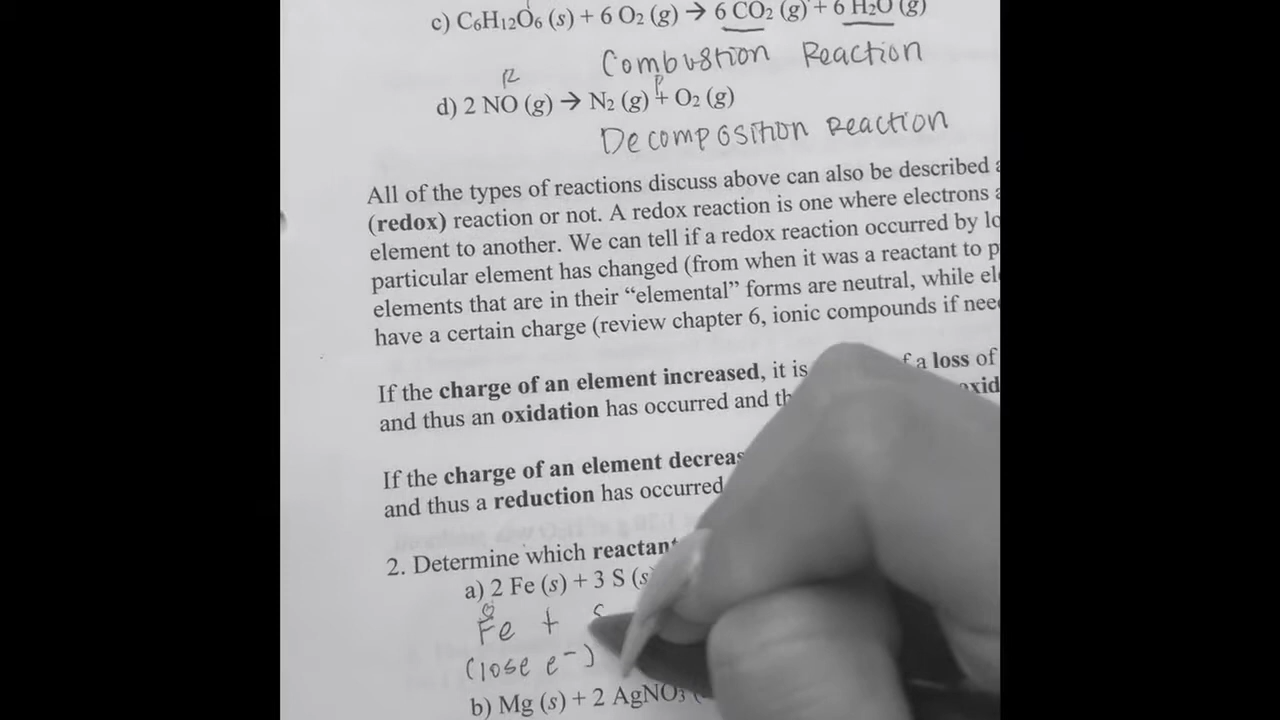 c) C6H12O6 (s) + 6 O2 (g) → 6 CO2 (g) + 6 H2O (g)
Combustion Reaction
R
P
d) 2 NO (g) → N2 (g) + O2 (g)
Decomposition Reaction
All of the types of reactions discuss above can also be described
(redox) reaction or not. A redox reaction is one where electrons
element to another. We can tell if a redox reaction occurred by
particular element has changed (from when it was a reactant to
elements that are in their “elemental” forms are neutral, while
have a certain charge (review chapter 6, ionic compounds if
If the charge of an element increased, it is a loss of
and thus an oxidation has occurred and
If the charge of an element
and thus a reduction has occurred
2. Determine which
a) 2 Fe (s) + 3 S
Fe +
(lose e⁻)
b) Mg (s) + 2 AgNO3